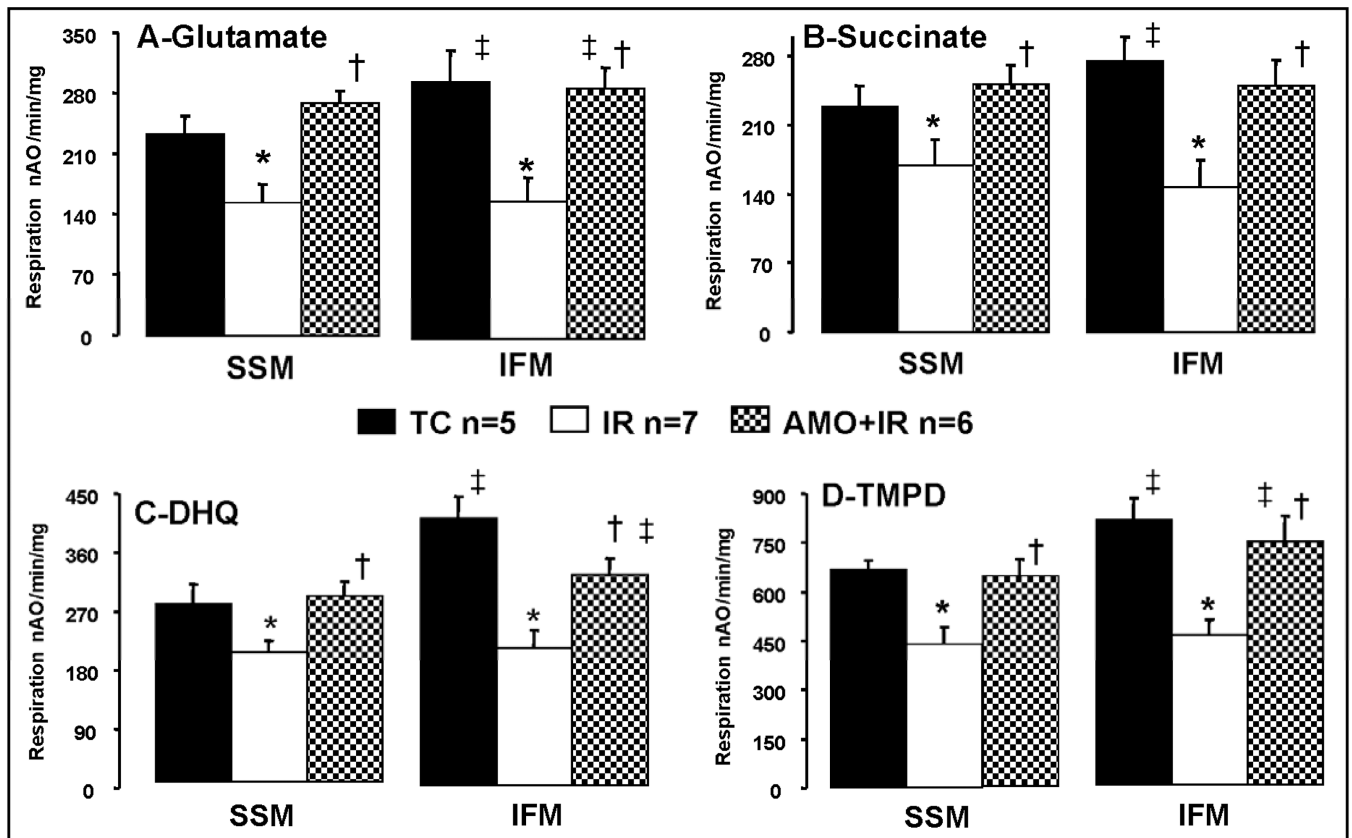 A-Glutamate
Respiration nAO/min/mg
350
280
210
140
70
0
* † ‡ * ‡ †
SSM IFM
B-Succinate
Respiration nAO/min/mg
280
210
140
70
0
* † ‡ * †
SSM IFM
TC n=5 IR n=7 AMO+IR n=6
C-DHQ
Respiration nAO/min/mg
450
360
270
180
90
0
* † ‡ * † ‡
SSM IFM
D-TMPD
Respiration nAO/min/mg
900
750
600
450
300
150
0
* † ‡ * ‡ †
SSM IFM